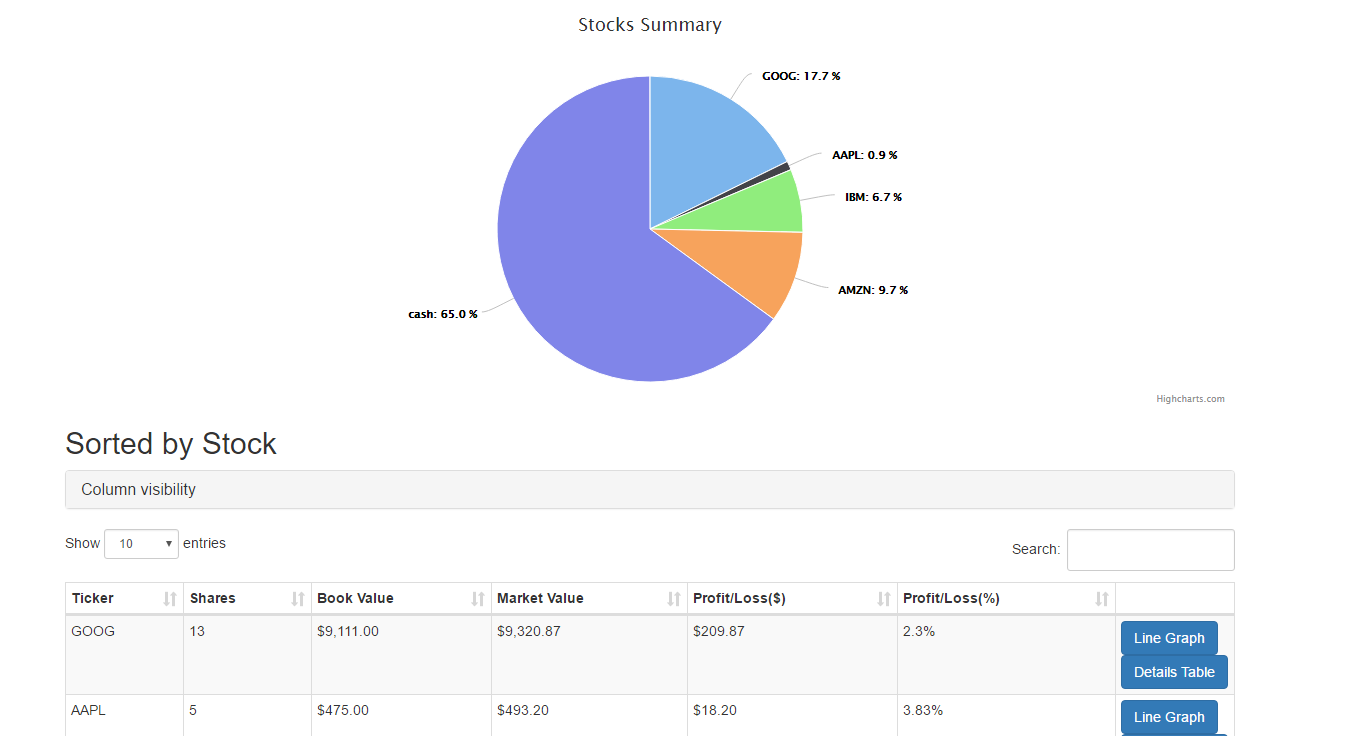 Stocks Summary
GOOG: 17.7 %
AAPL: 0.9 %
IBM: 6.7 %
AMZN: 9.7 %
cash: 65.0 %
Highcharts.com
Sorted by Stock
Column visibility
Show 10 entries
Search:
Ticker Shares Book Value Market Value Profit/Loss($) Profit/Loss(%)
GOOG 13 $9,111.00 $9,320.87 $209.87 2.3% Line Graph
Details Table
AAPL 5 $475.00 $493.20 $18.20 3.83% Line Graph